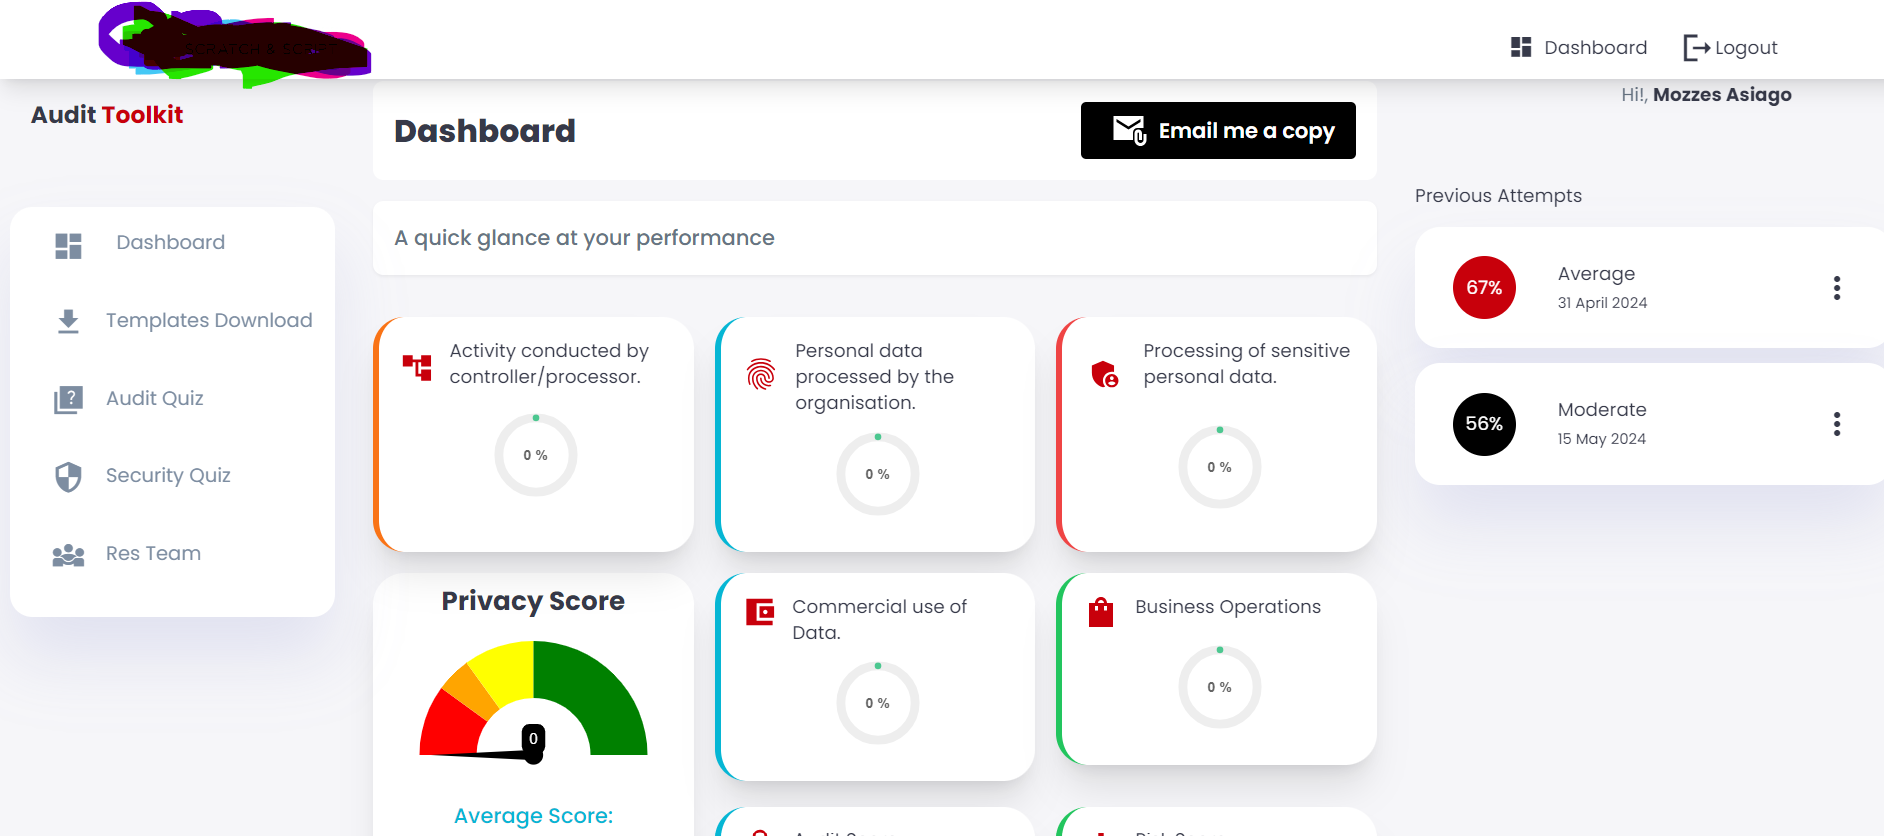 SCRATCH & SCRIPT
Dashboard
Logout
Audit Toolkit
Hi!, Mozzes Asiago
Dashboard
Email me a copy
Previous Attempts
A quick glance at your performance
Dashboard
Templates Download
Audit Quiz
Security Quiz
Res Team
Activity conducted by
controller/processor.
0 %
Personal data
processed by the
organisation.
0 %
Processing of sensitive
personal data.
0 %
67%
Average
31 April 2024
56%
Moderate
15 May 2024
Privacy Score
0
Average Score:
Commercial use of
Data.
0 %
Business Operations
0 %